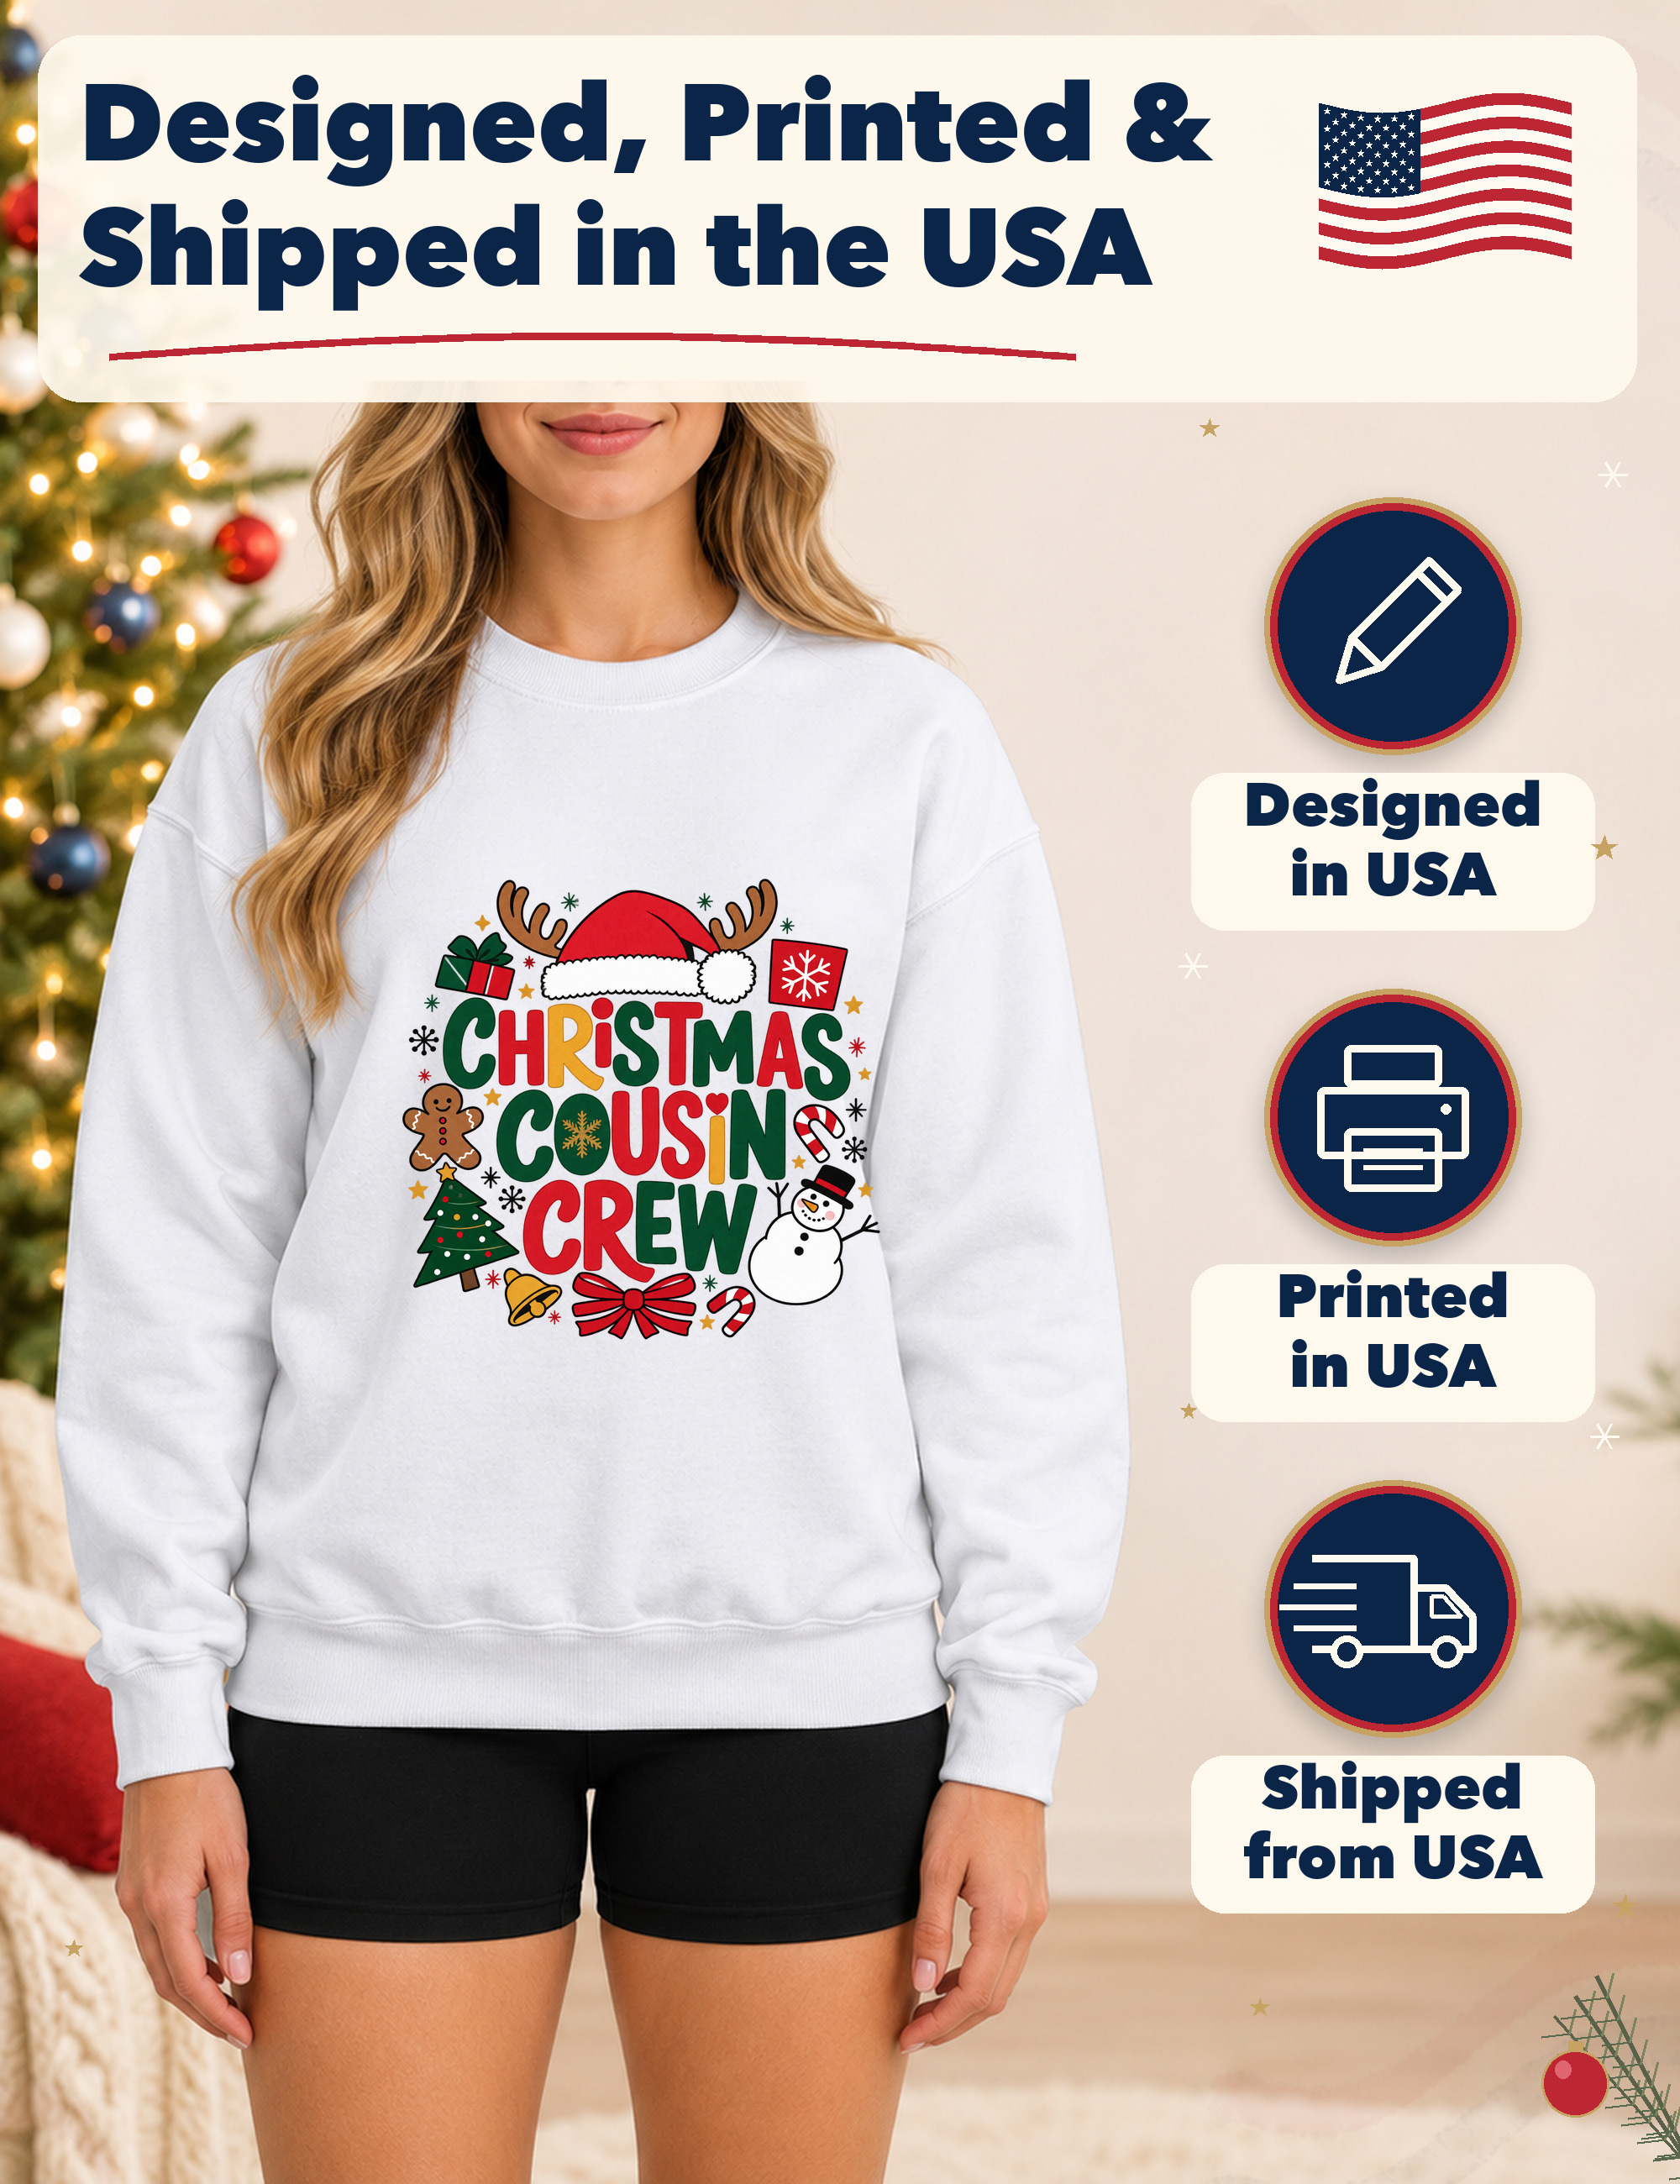 Designed, Printed &
Shipped in the USA
CHRiSTMAS
COUSiN
CREW
Designed
in USA
Printed
in USA
Shipped
from USA